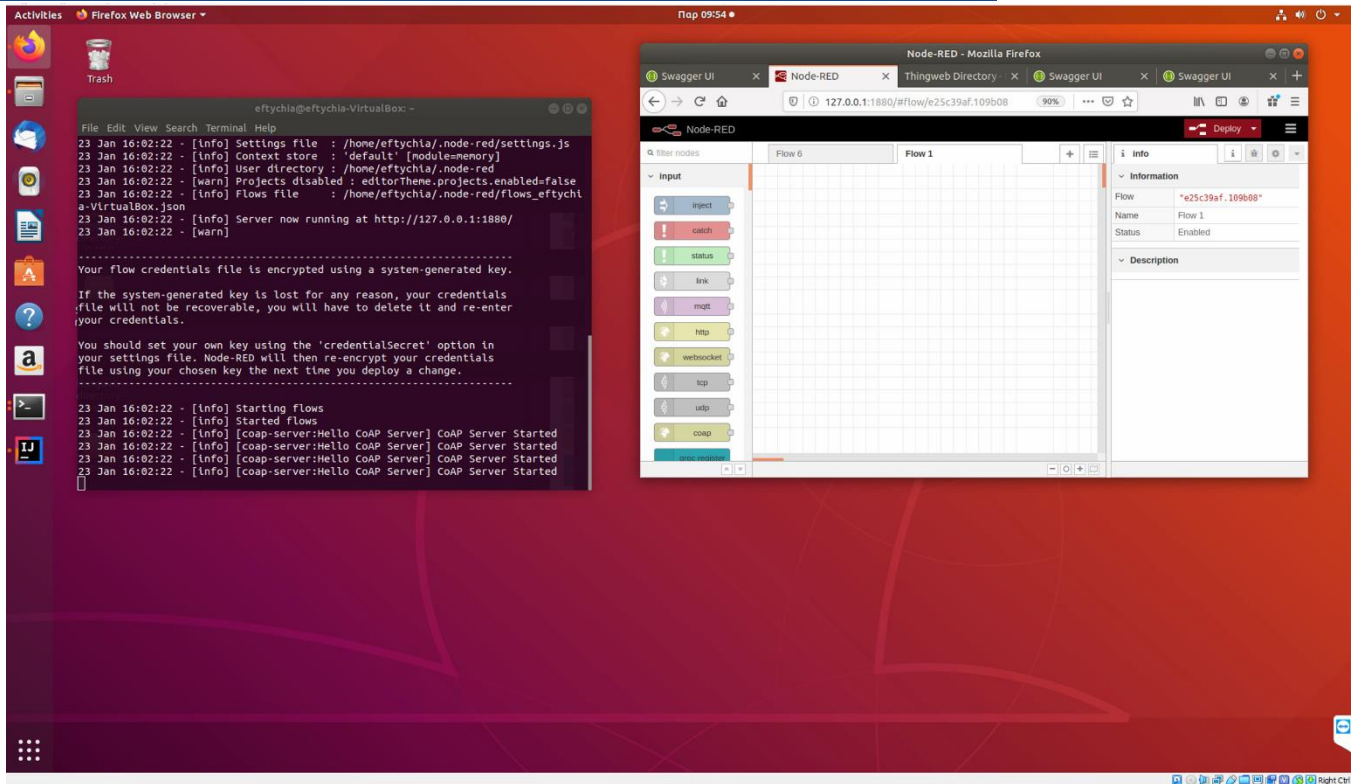 Activities Firefox Web Browser Παρ 09:54
Trash
eftychia@eftychia-VirtualBox: ~
File Edit View Search Terminal Help
23 Jan 16:02:22 - [info] Settings file  : /home/eftychia/.node-red/settings.js
23 Jan 16:02:22 - [info] Context store  : 'default' [module=memory]
23 Jan 16:02:22 - [info] User directory : /home/eftychia/.node-red
23 Jan 16:02:22 - [warn] Projects disabled : editorTheme.projects.enabled=false
23 Jan 16:02:22 - [info] Flows file     : /home/eftychia/.node-red/flows_eftychi
a-VirtualBox.json
23 Jan 16:02:22 - [info] Server now running at http://127.0.0.1:1880/
23 Jan 16:02:22 - [warn]
---------------------------------------------------------------------
Your flow credentials file is encrypted using a system-generated key.
If the system-generated key is lost for any reason, your credentials
file will not be recoverable, you will have to delete it and re-enter
your credentials.
You should set your own key using the 'credentialSecret' option in
your settings file. Node-RED will then re-encrypt your credentials
file using your chosen key the next time you deploy a change.
---------------------------------------------------------------------
23 Jan 16:02:22 - [info] Starting flows
23 Jan 16:02:22 - [info] Started flows
23 Jan 16:02:22 - [info] [coap-server:Hello CoAP Server] CoAP Server Started
23 Jan 16:02:22 - [info] [coap-server:Hello CoAP Server] CoAP Server Started
23 Jan 16:02:22 - [info] [coap-server:Hello CoAP Server] CoAP Server Started
23 Jan 16:02:22 - [info] [coap-server:Hello CoAP Server] CoAP Server Started
Node-RED - Mozilla Firefox
Swagger UI Node-RED Thingweb Directory - Swagger UI Swagger UI
127.0.0.1:1880/#flow/e25c39af.109b08 90%
Node-RED Deploy
filter nodes Flow 6 Flow 1 i info
input
inject
catch
status
link
mqtt
http
websocket
tcp
udp
coap
grpc register
Information
Flow "e25c39af.109b08"
Name Flow 1
Status Enabled
Description
Right Ctrl